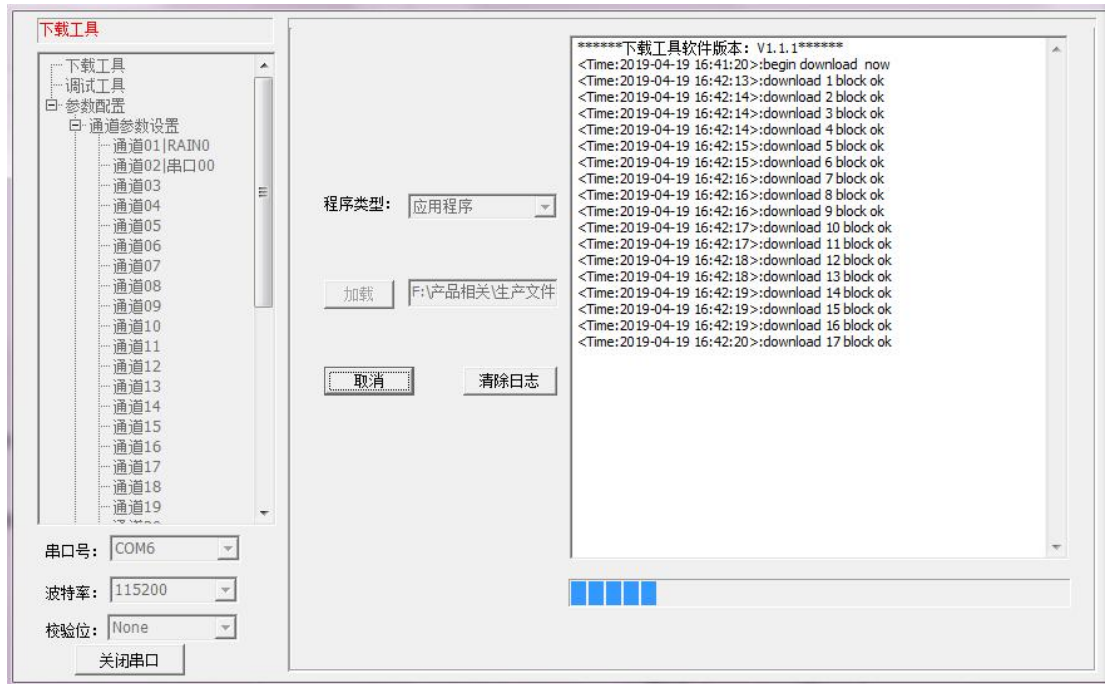 下载工具
下载工具
调试工具
参数配置
通道参数设置
通道01|RAIN0
通道02|串口00
通道03
通道04
通道05
通道06
通道07
通道08
通道09
通道10
通道11
通道12
通道13
通道14
通道15
通道16
通道17
通道18
通道19
串口号： COM6
波特率： 115200
校验位： None
关闭串口
程序类型： 应用程序
加载 F:\产品相关\生产文件
取消 清除日志
******下载工具软件版本：V1.1.1******
<Time:2019-04-19 16:41:20>:begin download  now
<Time:2019-04-19 16:42:13>:download 1 block ok
<Time:2019-04-19 16:42:14>:download 2 block ok
<Time:2019-04-19 16:42:14>:download 3 block ok
<Time:2019-04-19 16:42:14>:download 4 block ok
<Time:2019-04-19 16:42:15>:download 5 block ok
<Time:2019-04-19 16:42:15>:download 6 block ok
<Time:2019-04-19 16:42:16>:download 7 block ok
<Time:2019-04-19 16:42:16>:download 8 block ok
<Time:2019-04-19 16:42:16>:download 9 block ok
<Time:2019-04-19 16:42:17>:download 10 block ok
<Time:2019-04-19 16:42:17>:download 11 block ok
<Time:2019-04-19 16:42:18>:download 12 block ok
<Time:2019-04-19 16:42:18>:download 13 block ok
<Time:2019-04-19 16:42:19>:download 14 block ok
<Time:2019-04-19 16:42:19>:download 15 block ok
<Time:2019-04-19 16:42:19>:download 16 block ok
<Time:2019-04-19 16:42:20>:download 17 block ok